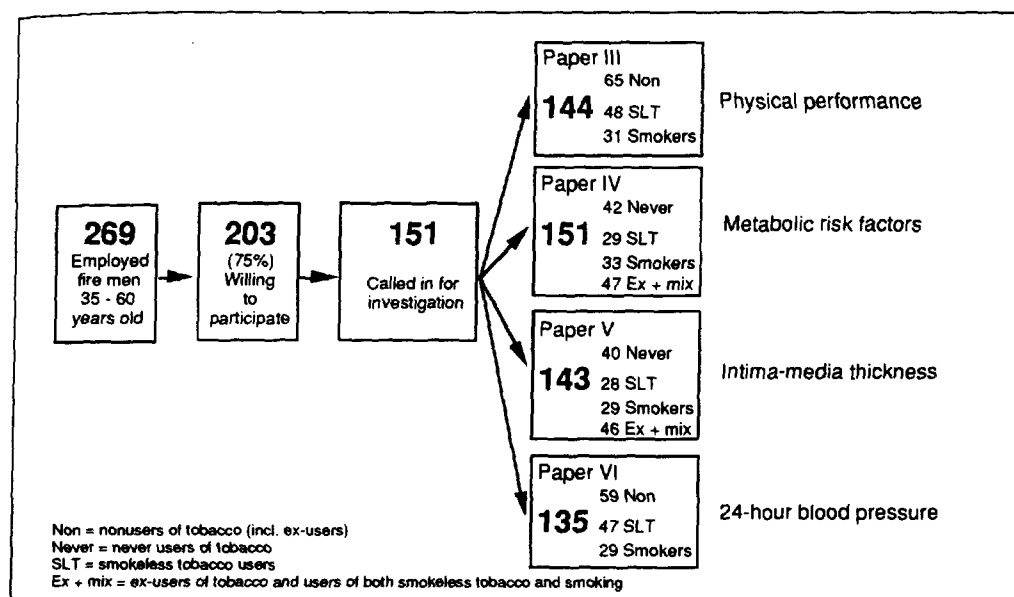 269
Employed
fire men
35 - 60
years old
203
(75%)
Willing
to
participate
151
Called in for
investigation
Paper III
65 Non
144 48 SLT
31 Smokers
Physical performance
Paper IV
42 Never
151 29 SLT
33 Smokers
47 Ex + mix
Metabolic risk factors
Paper V
40 Never
143 28 SLT
29 Smokers
46 Ex + mix
Intima-media thickness
Paper VI
59 Non
135 47 SLT
29 Smokers
24-hour blood pressure
Non = nonusers of tobacco (incl. ex-users)
Never = never users of tobacco
SLT = smokeless tobacco users
Ex + mix = ex-users of tobacco and users of both smokeless tobacco and smoking